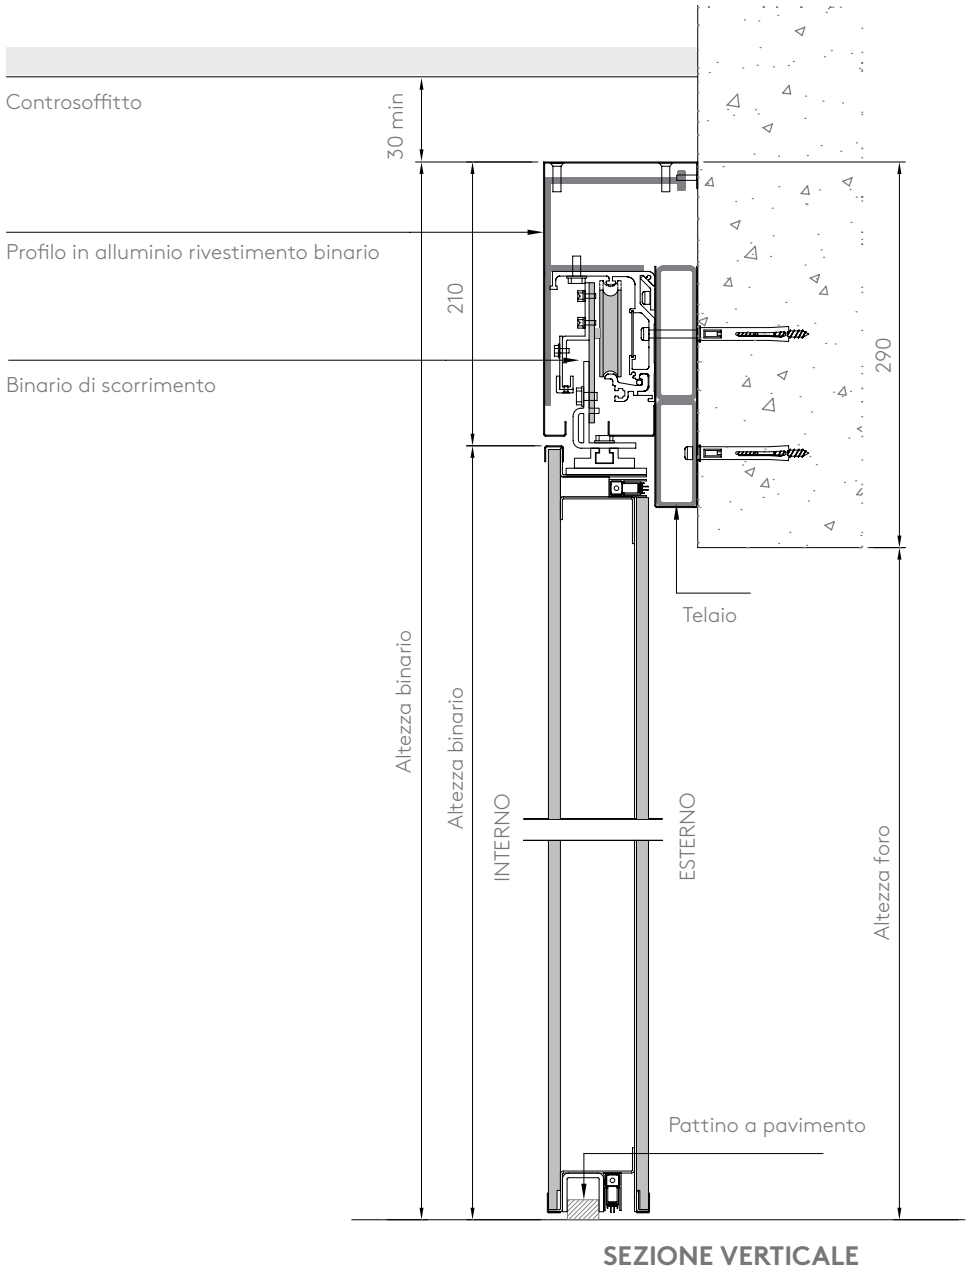 Controsoffitto
30 min
Profilo in alluminio rivestimento binario
210
290
Binario di scorrimento
Telaio
Altezza binario
Altezza binario
INTERNO
ESTERNO
Altezza foro
Pattino a pavimento
SEZIONE VERTICALE